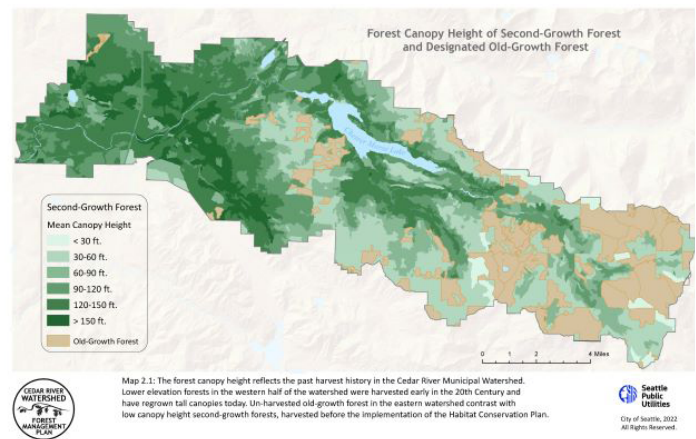 Forest Canopy Height of Second-Growth Forest
and Designated Old-Growth Forest
Chester Morse Lake
Second-Growth Forest
Mean Canopy Height
< 30 ft.
30-60 ft.
60-90 ft.
90-120 ft.
120-150 ft.
> 150 ft.
Old-Growth Forest
0 1 2 4 Miles
CEDAR RIVER
WATERSHED
FOREST
MANAGEMENT
PLAN
Map 2.1: The forest canopy height reflects the past harvest history in the Cedar River Municipal Watershed.
Lower elevation forests in the western half of the watershed were harvested early in the 20th Century and
have regrown tall canopies today. Un-harvested old-growth forest in the eastern watershed contrast with
low canopy height second-growth forests, harvested before the implementation of the Habitat Conservation Plan.
Seattle
Public
Utilities
City of Seattle, 2022
All Rights Reserved.